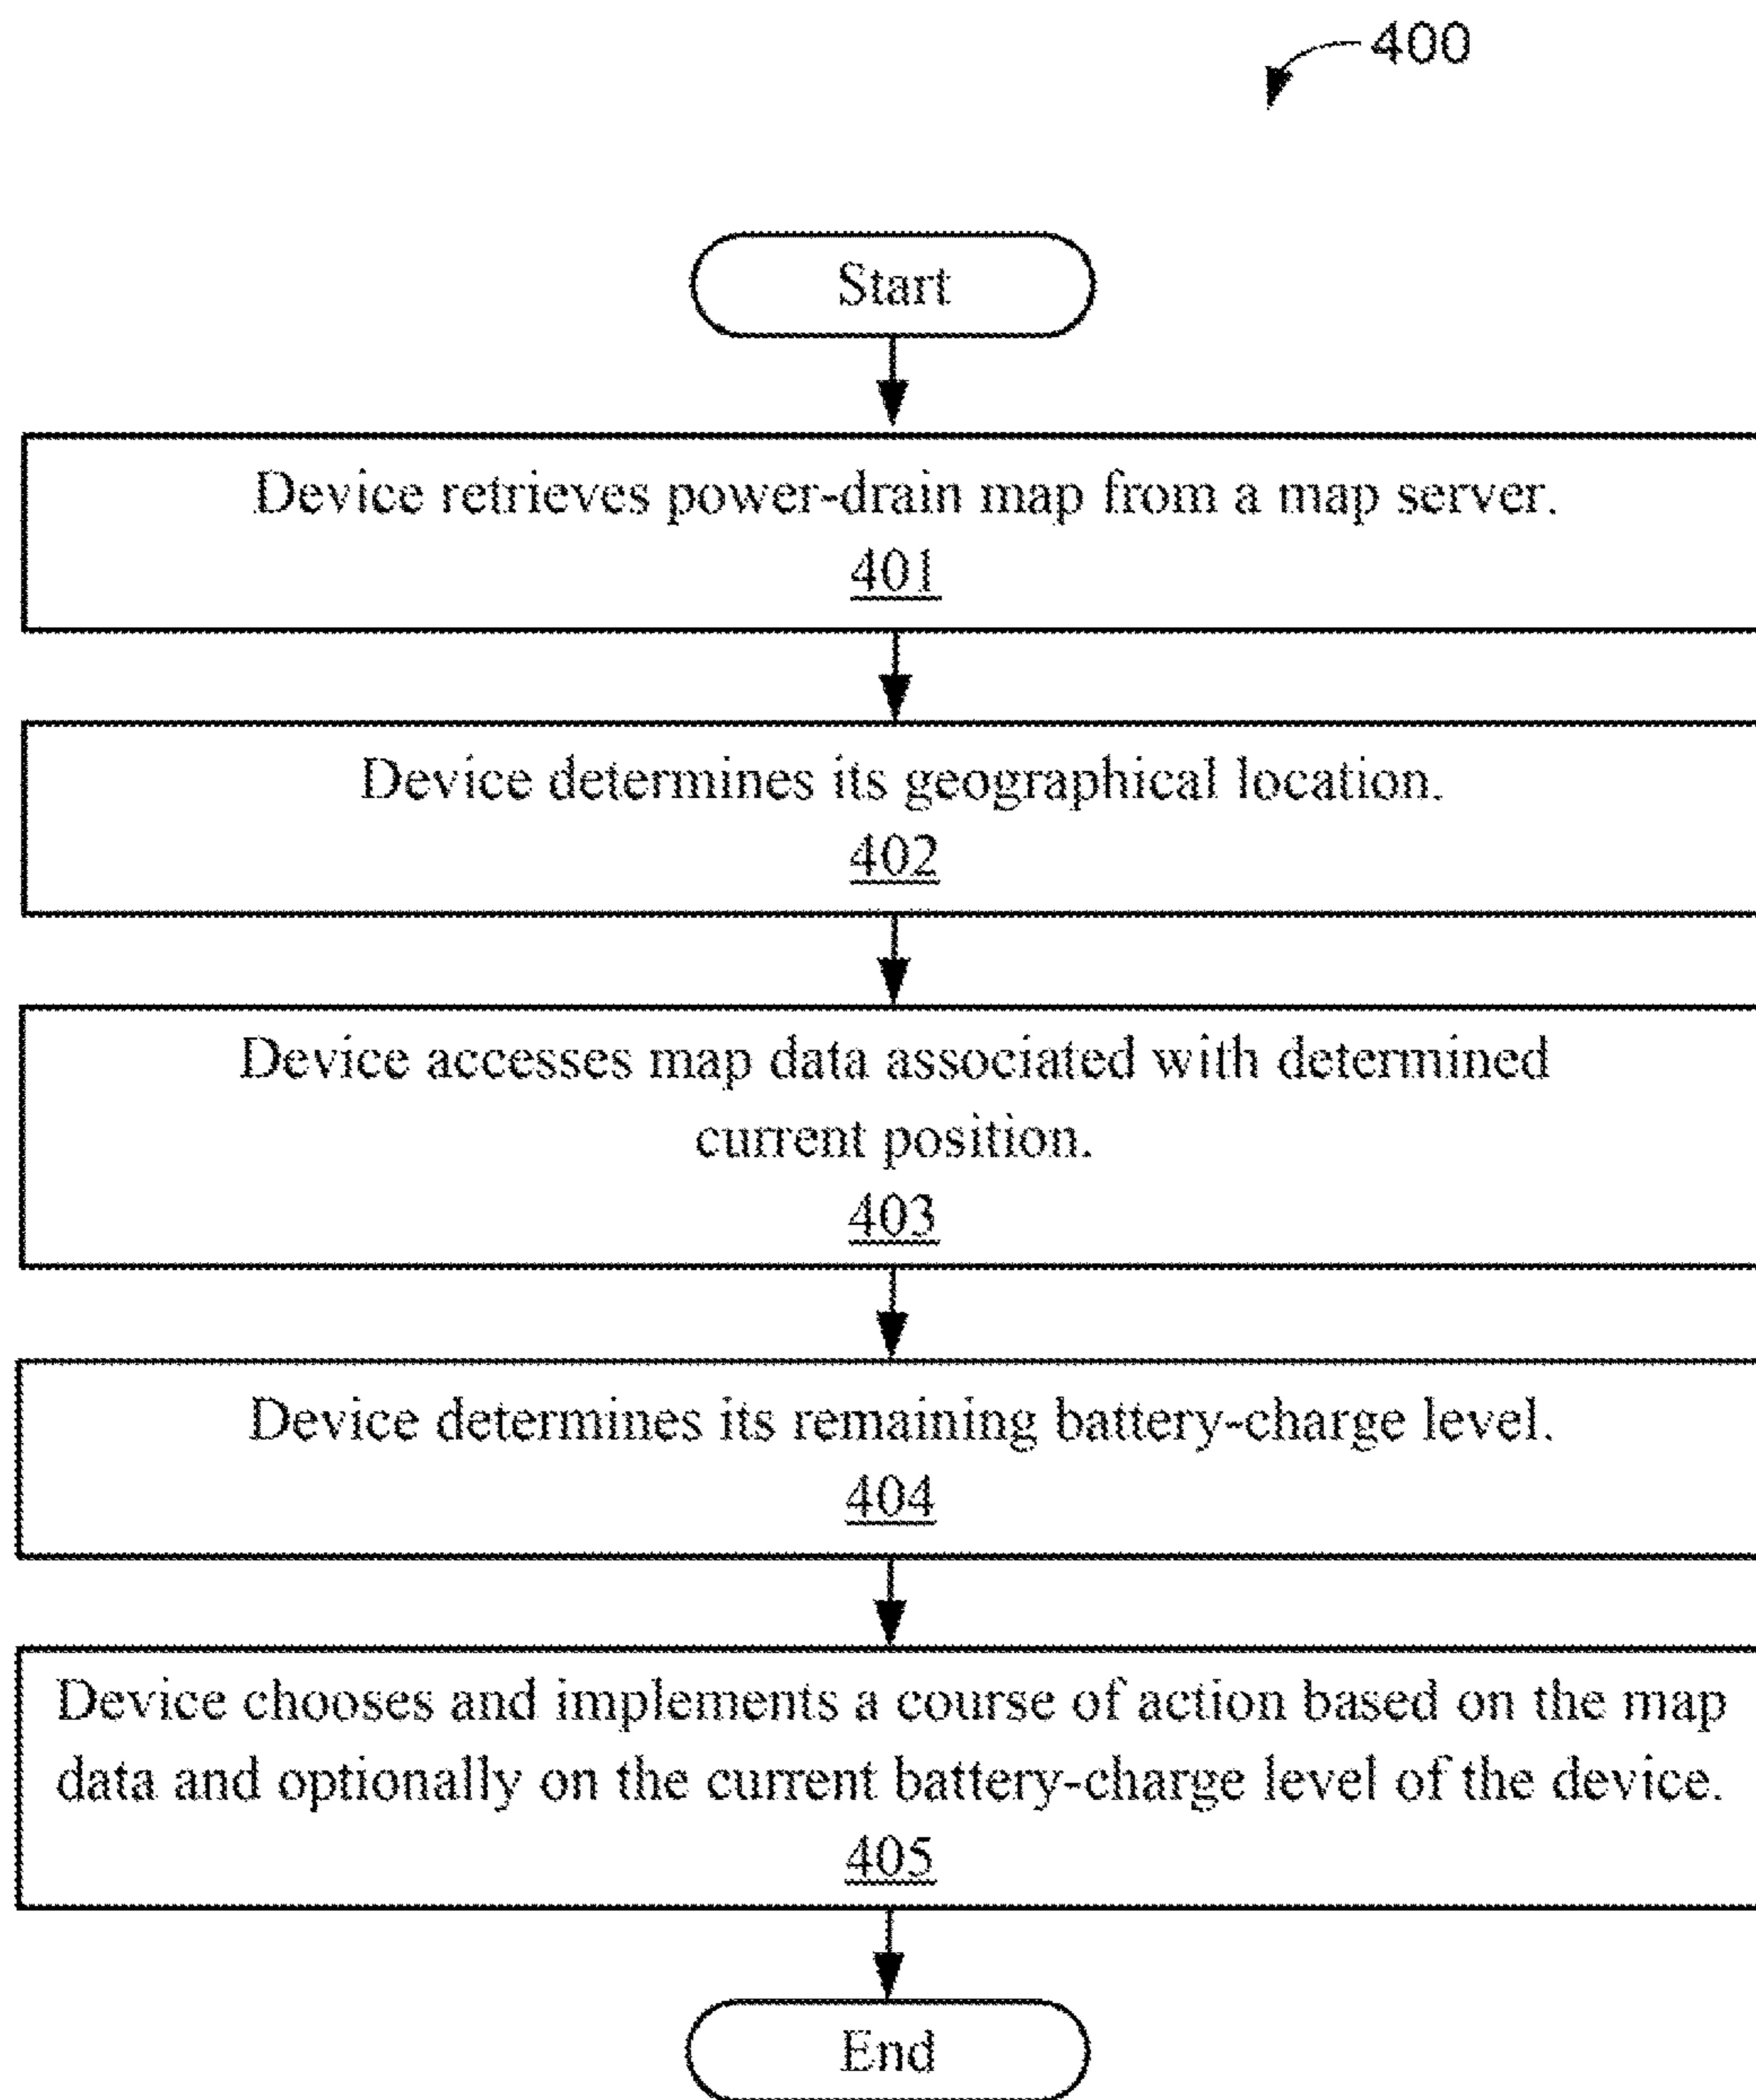 400
Start
Device retrieves power-drain map from a map server.
401
Device determines its geographical location.
402
Device accesses map data associated with determined
current position.
403
Device determines its remaining battery-charge level.
404
Device chooses and implements a course of action based on the map
data and optionally on the current battery-charge level of the device.
405
End